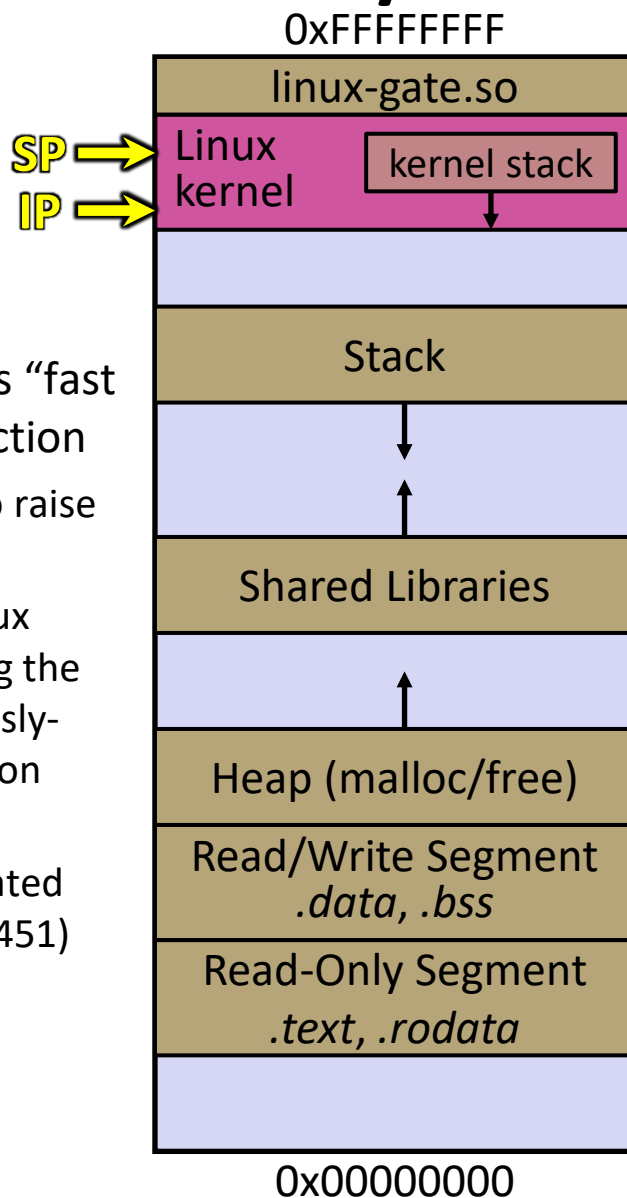 0xFFFFFFFF
linux-gate.so
SP
Linux
kernel
kernel stack
IP
Stack
s “fast
ction
raise
Shared Libraries
ux
g the
sly-
on
Heap (malloc/free)
Read/Write Segment
.data, .bss
ted
451)
Read-Only Segment
.text, .rodata
0x00000000